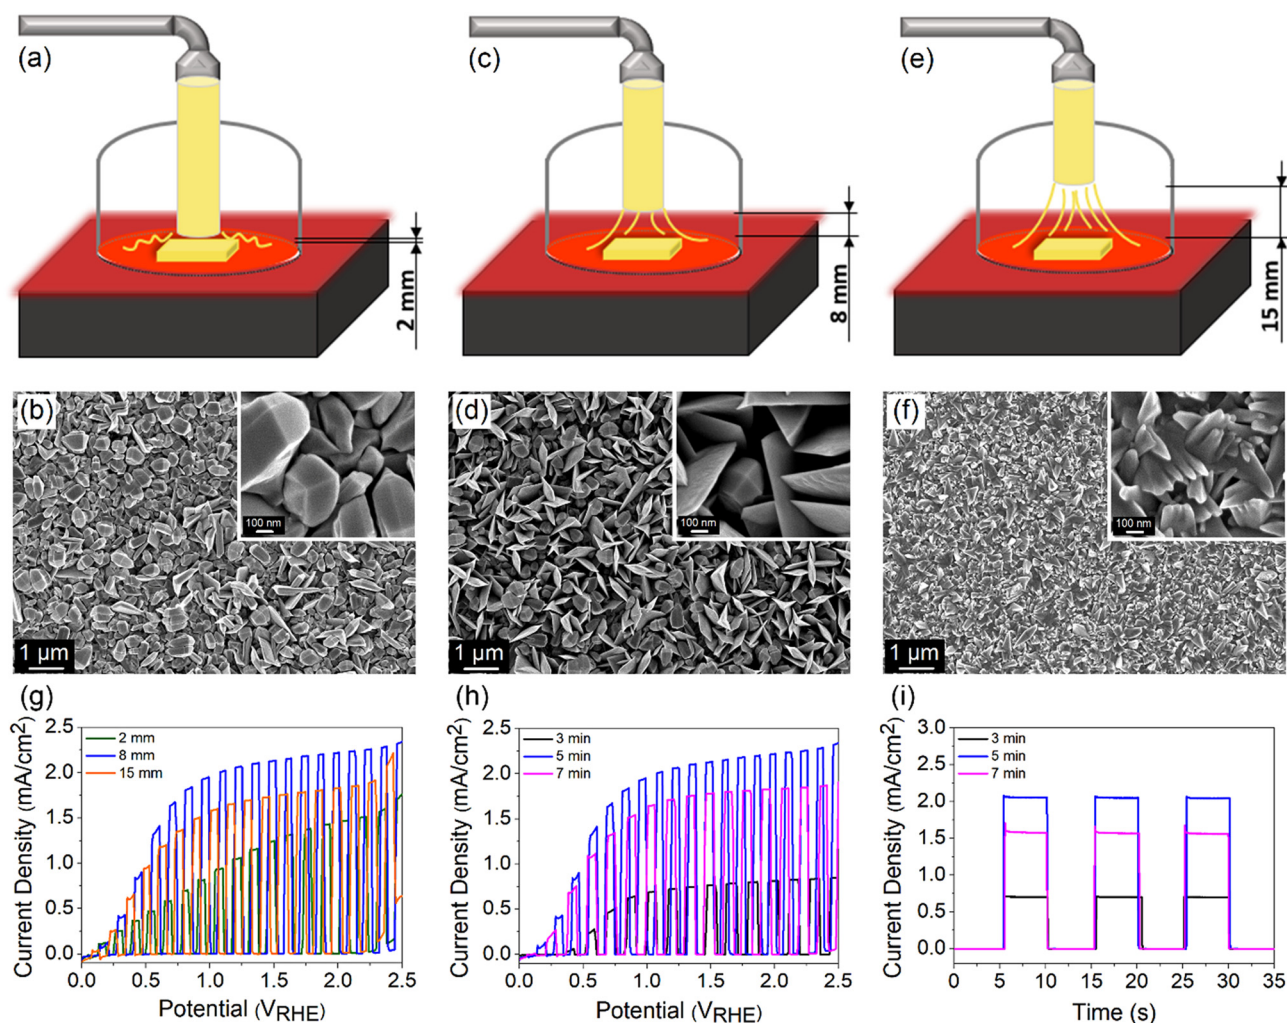 (a)
(c)
(e)
2 mm
8 mm
15 mm
(b)
100 nm
1 µm
(d)
100 nm
1 µm
(f)
100 nm
1 µm
(g)
2.5
2.0
1.5
1.0
0.5
0.0
2 mm
8 mm
15 mm
Current Density (mA/cm²)
0.0 0.5 1.0 1.5 2.0 2.5
Potential (VRHE)
(h)
2.5
2.0
1.5
1.0
0.5
0.0
3 min
5 min
7 min
Current Density (mA/cm²)
0.0 0.5 1.0 1.5 2.0 2.5
Potential (VRHE)
(i)
3.0
2.5
2.0
1.5
1.0
0.5
0.0
3 min
5 min
7 min
Current Density (mA/cm²)
0 5 10 15 20 25 30 35
Time (s)